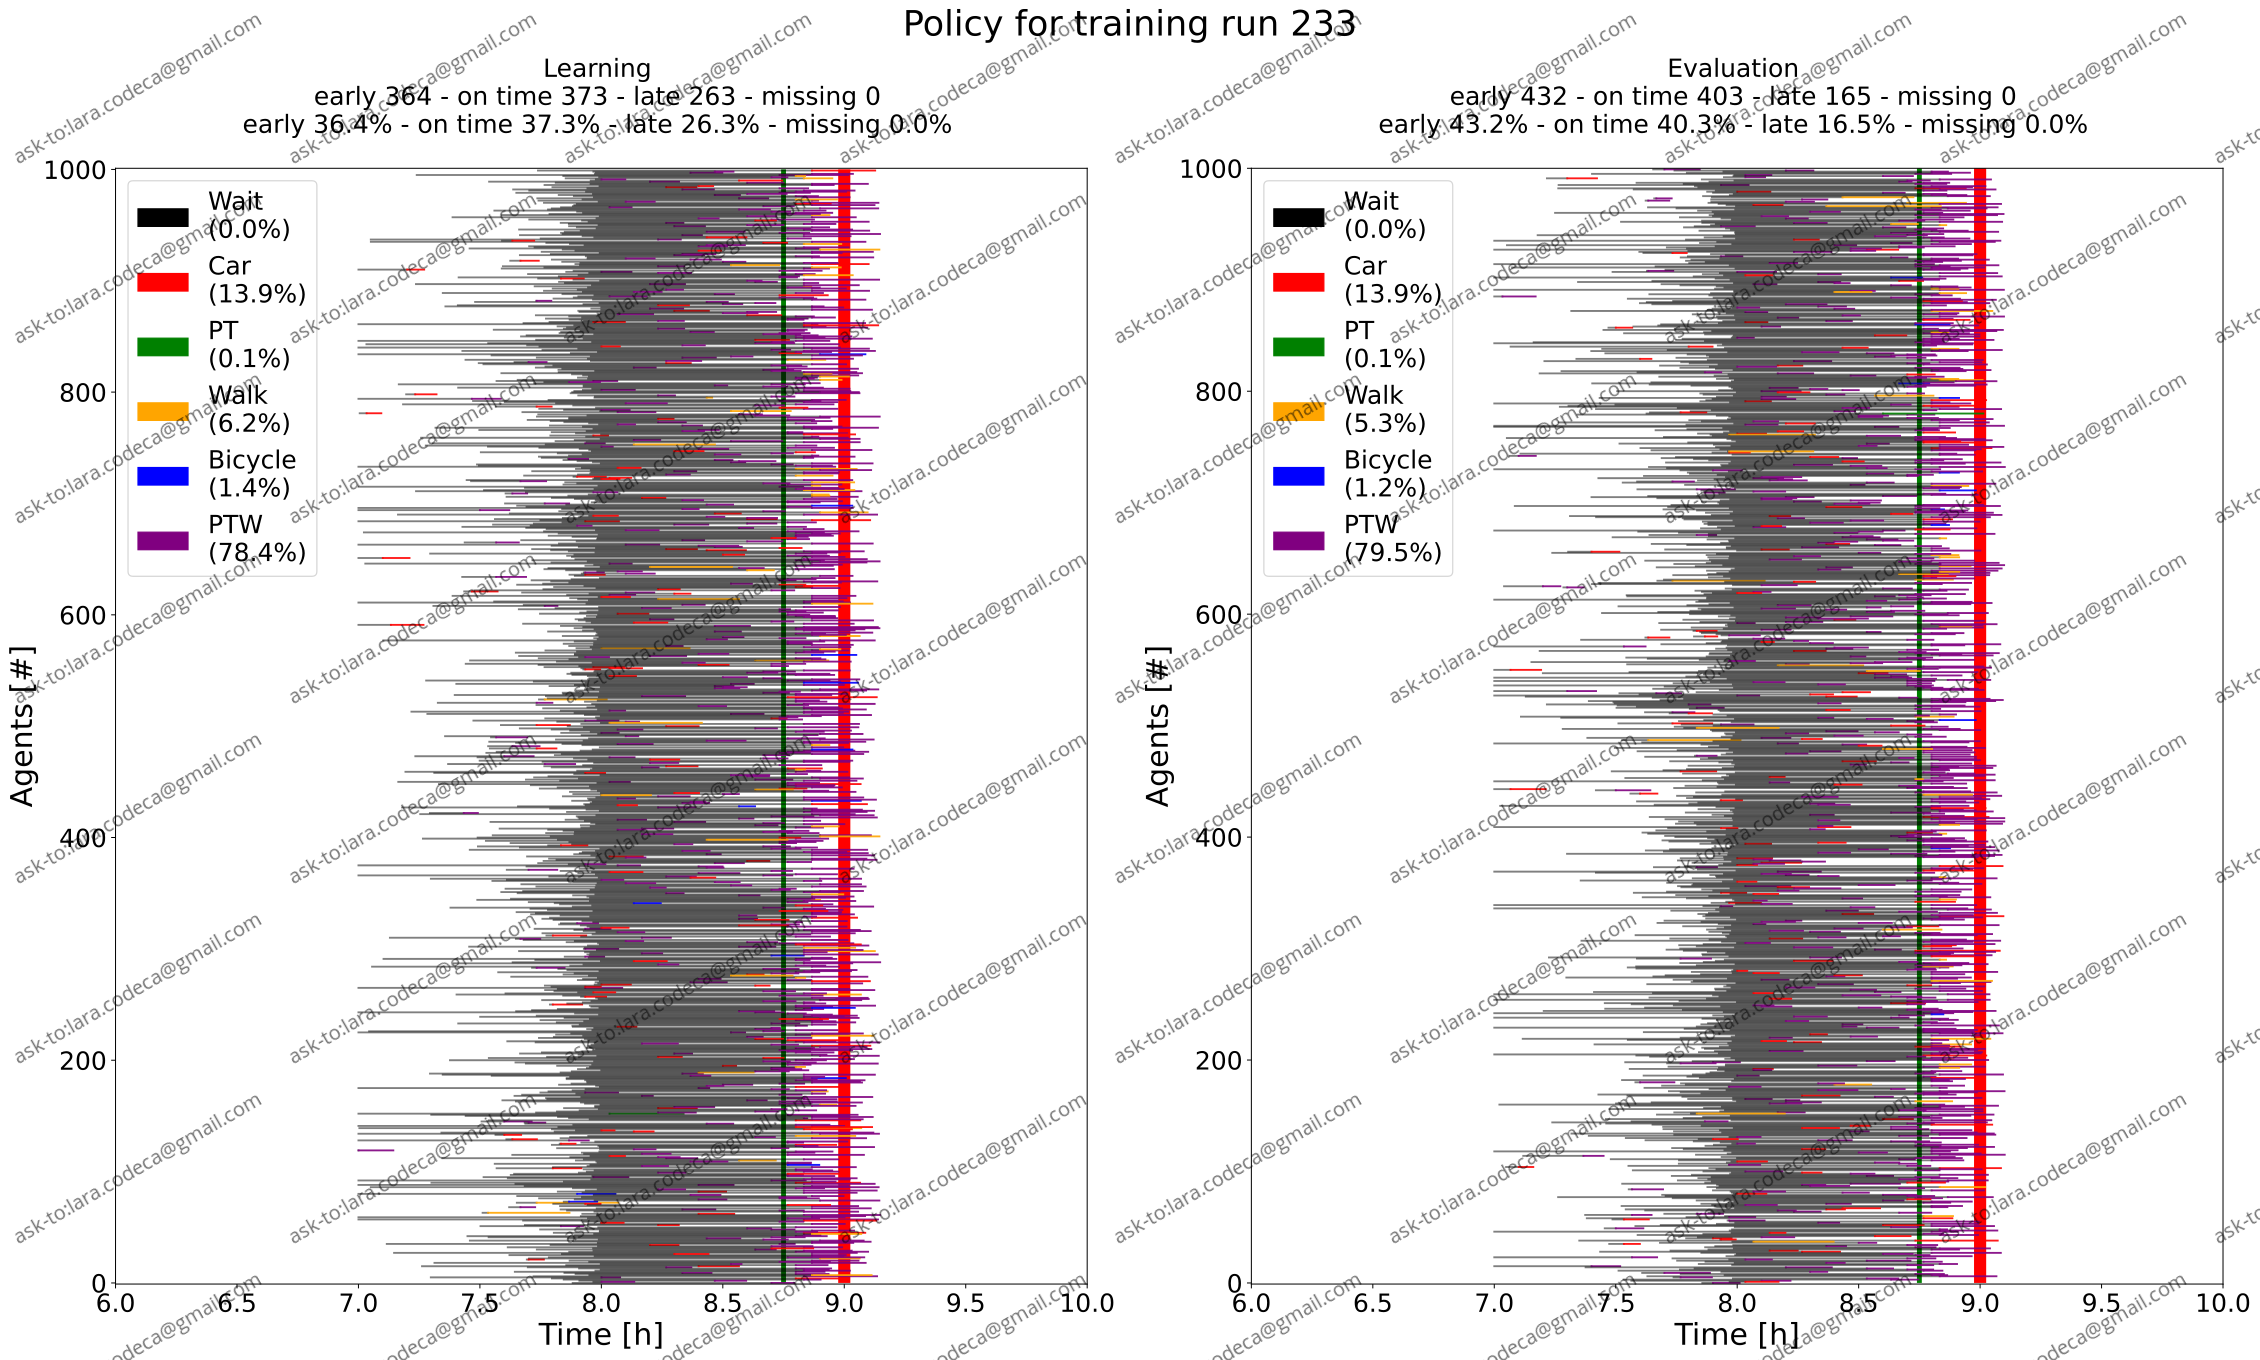 Policy for training run 233
Learning
early 364 - on time 373 - late 263 - missing 0
early 36.4% - on time 37.3% - late 26.3% - missing 0.0%
Agents [#]
1000
800
600
400
200
0
Wait
(0.0%)
Car
(13.9%)
PT
(0.1%)
Walk
(6.2%)
Bicycle
(1.4%)
PTW
(78.4%)
6.0 6.5 7.0 7.5 8.0 8.5 9.0 9.5 10.0
Time [h]
Evaluation
early 432 - on time 403 - late 165 - missing 0
early 43.2% - on time 40.3% - late 16.5% - missing 0.0%
Agents [#]
1000
800
600
400
200
0
Wait
(0.0%)
Car
(13.9%)
PT
(0.1%)
Walk
(5.3%)
Bicycle
(1.2%)
PTW
(79.5%)
6.0 6.5 7.0 7.5 8.0 8.5 9.0 9.5 10.0
Time [h]
ask-to:lara.codeca@gmail.com